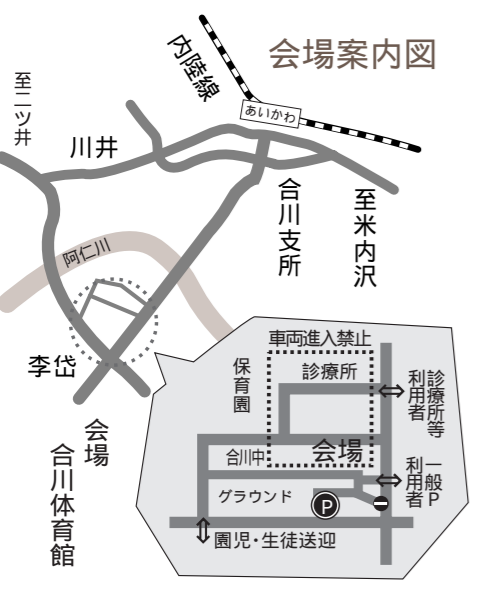 会場案内図
内陸線
あいかわ
至二ツ井
川井
合川支所
至米内沢
阿仁川
李岱
会場
合川体育館
車両進入禁止
保育園
診療所
診療所等
利用者
合川中
会場
一般P
利用者
グラウンド
P
園児・生徒送迎